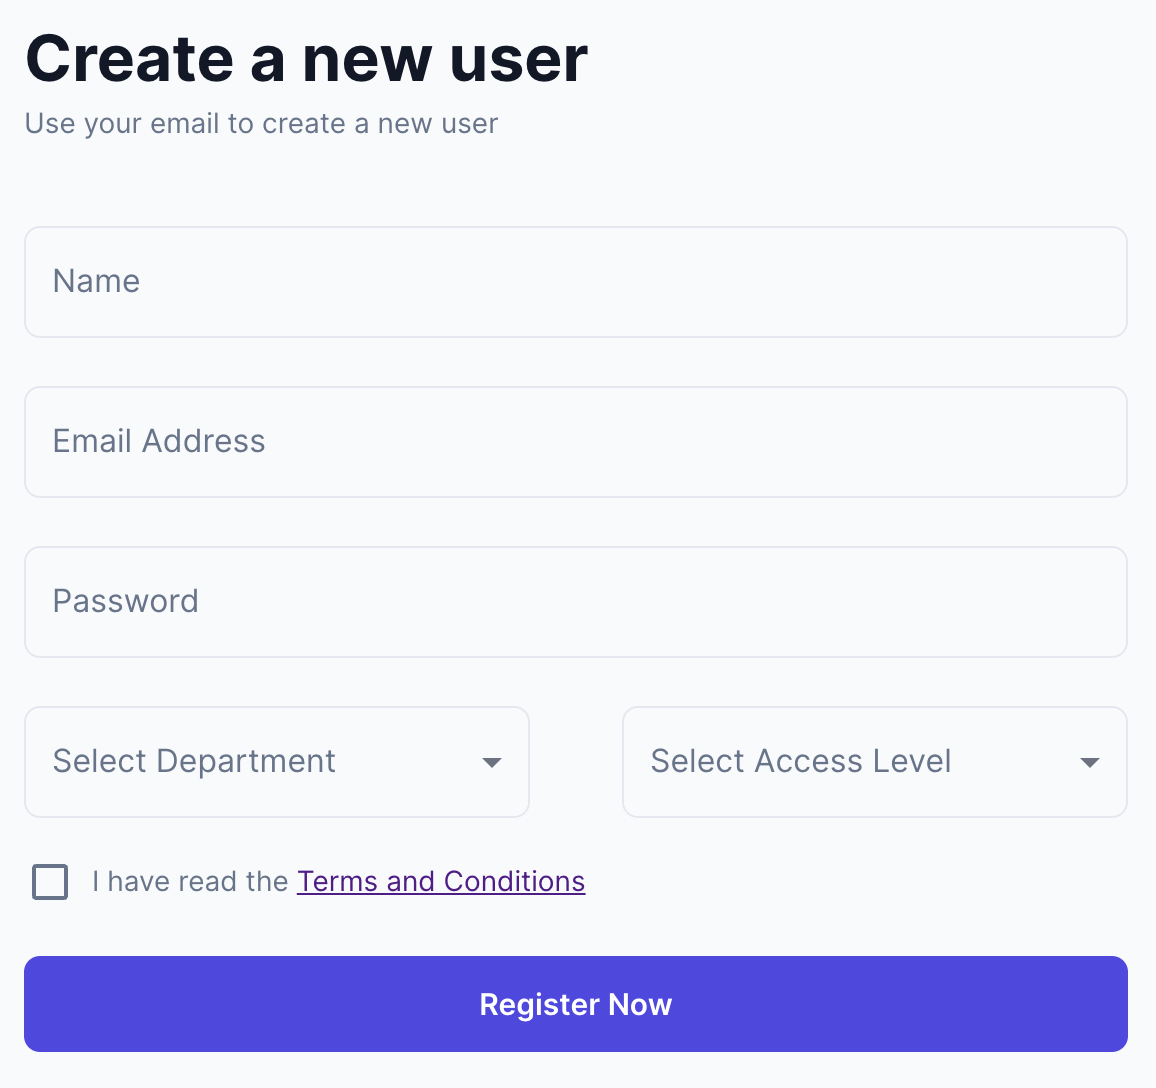 Create a new user
Use your email to create a new user
Name
Email Address
Password
Select Department
Select Access Level
I have read the Terms and Conditions
Register Now